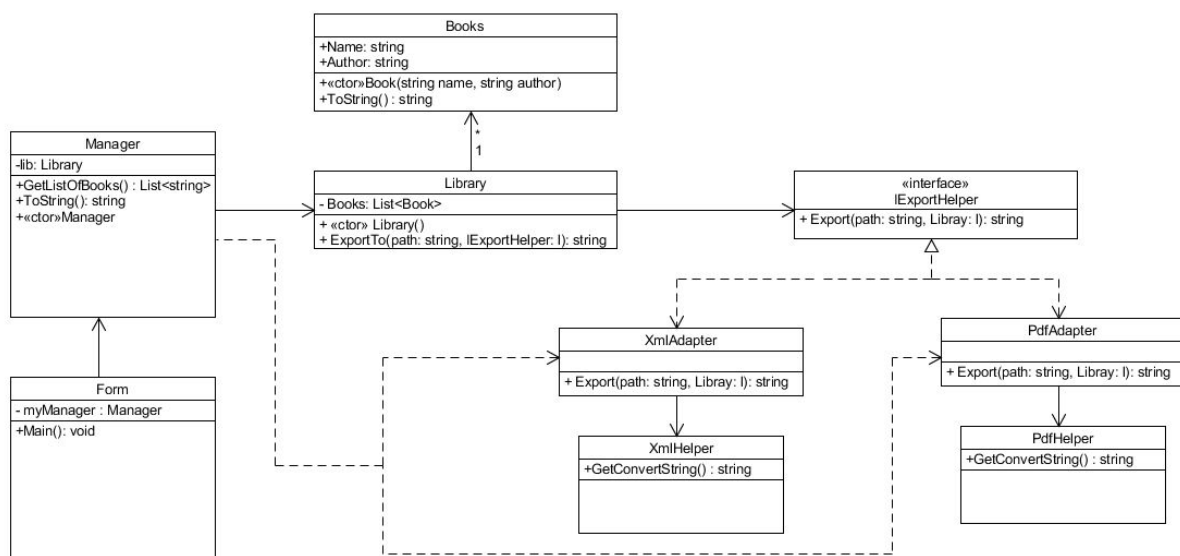 Books
+Name: string
+Author: string
+«ctor»Book(string name, string author)
+ToString() : string
*
1
Manager
-lib: Library
+GetListOfBooks() : List<string>
+ToString(): string
+«ctor»Manager
Library
- Books: List<Book>
+ «ctor» Library()
+ ExportTo(path: string, IExportHelper: l): string
«interface»
IExportHelper
+ Export(path: string, Libray: l): string
XmlAdapter
+ Export(path: string, Libray: l): string
PdfAdapter
+ Export(path: string, Libray: l): string
Form
- myManager : Manager
+Main(): void
XmlHelper
+GetConvertString() : string
PdfHelper
+GetConvertString() : string